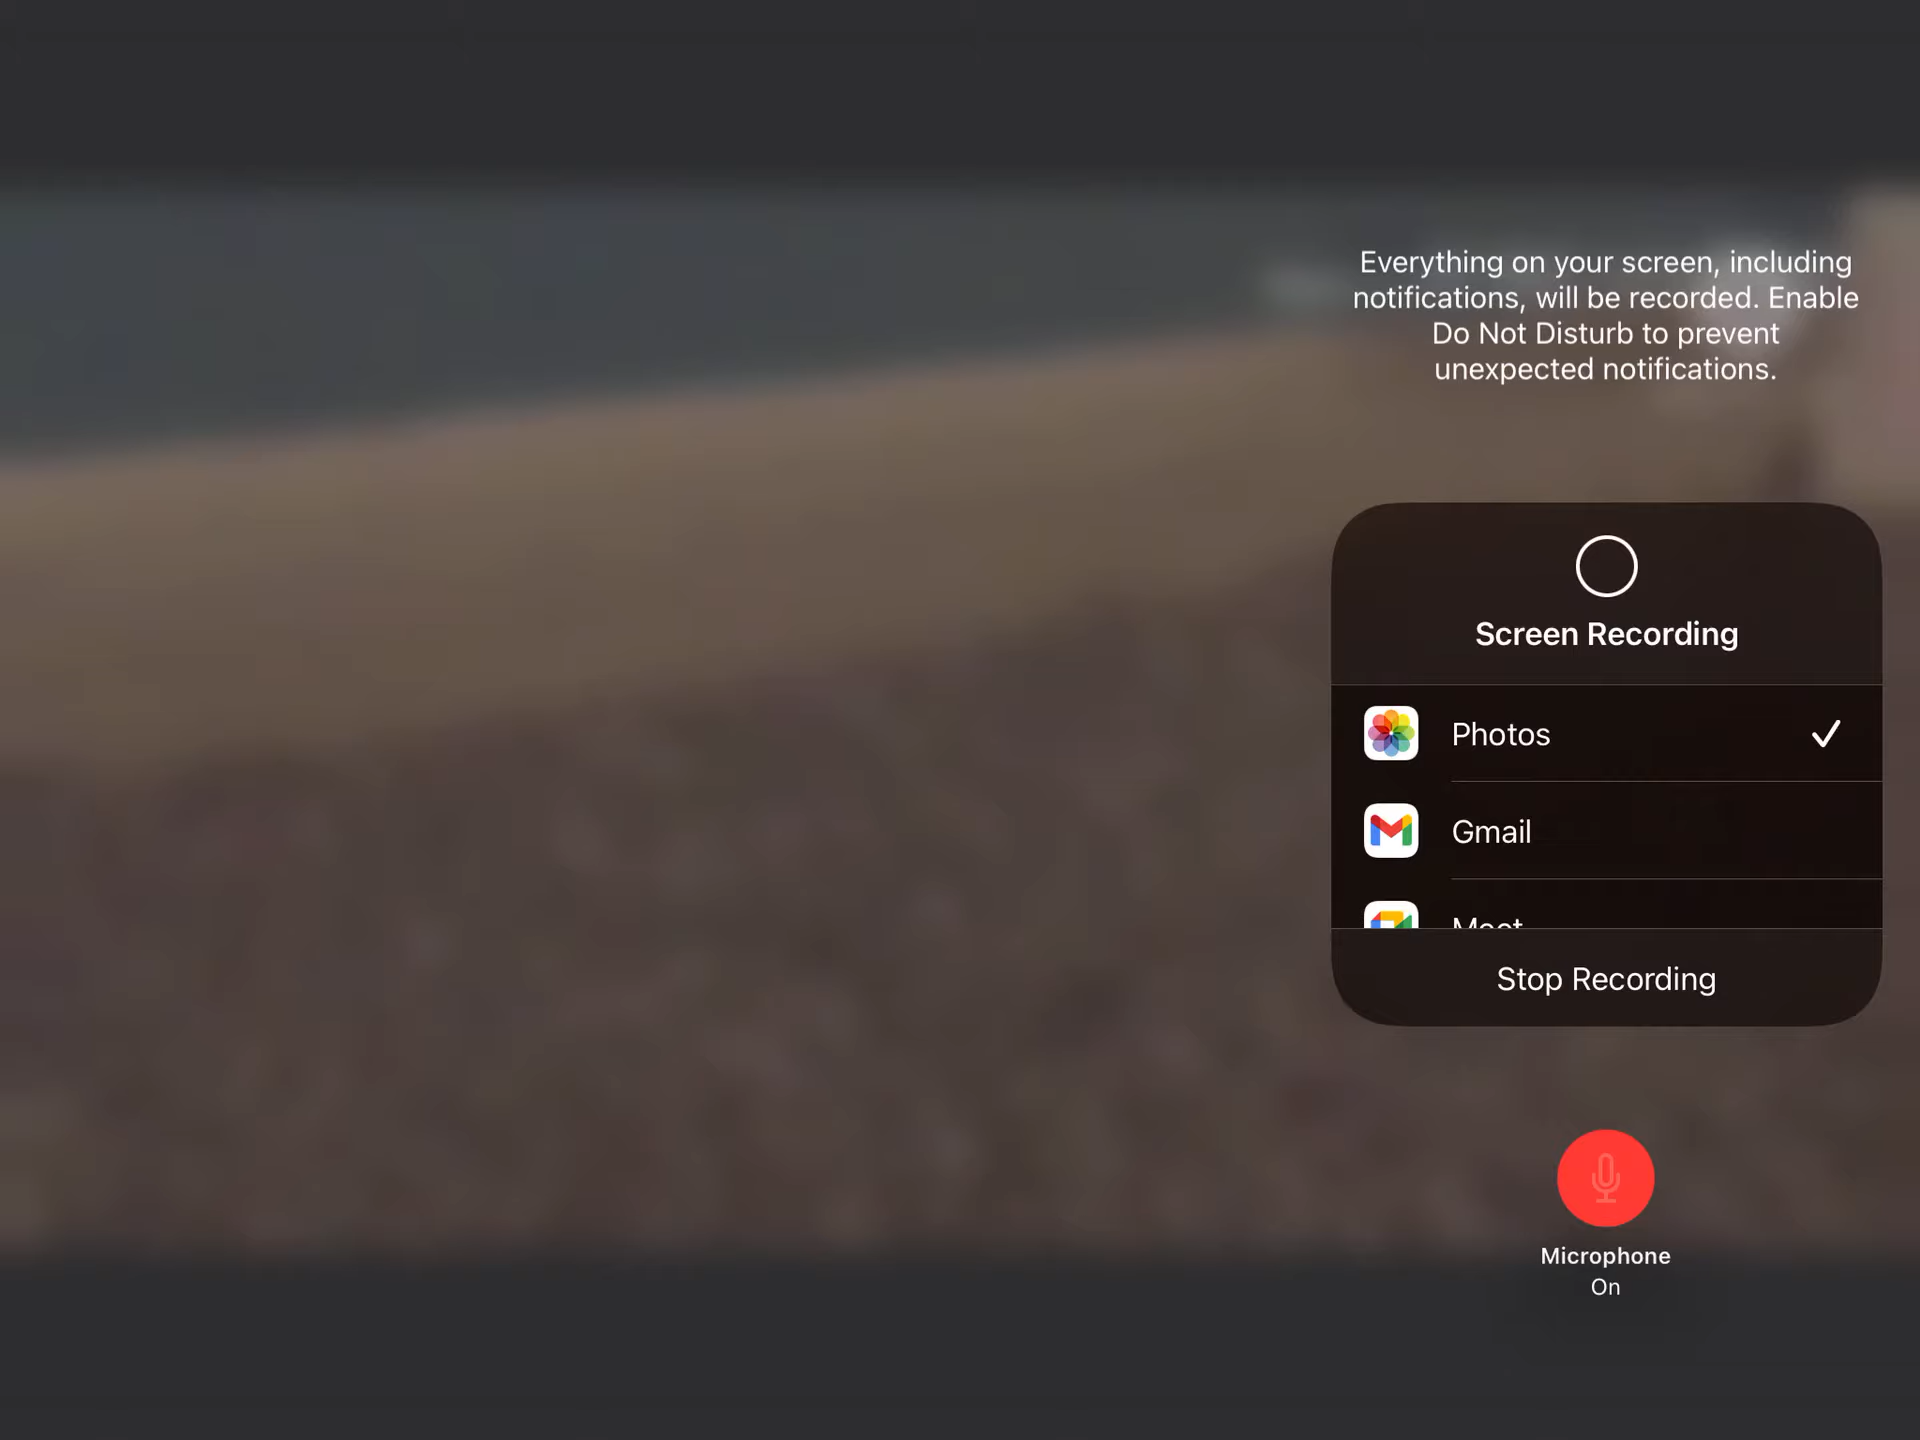 Everything on your screen, including
notifications, will be recorded. Enable
Do Not Disturb to prevent
unexpected notifications.
Screen Recording
Photos
Gmail
Meet
Stop Recording
Microphone
On